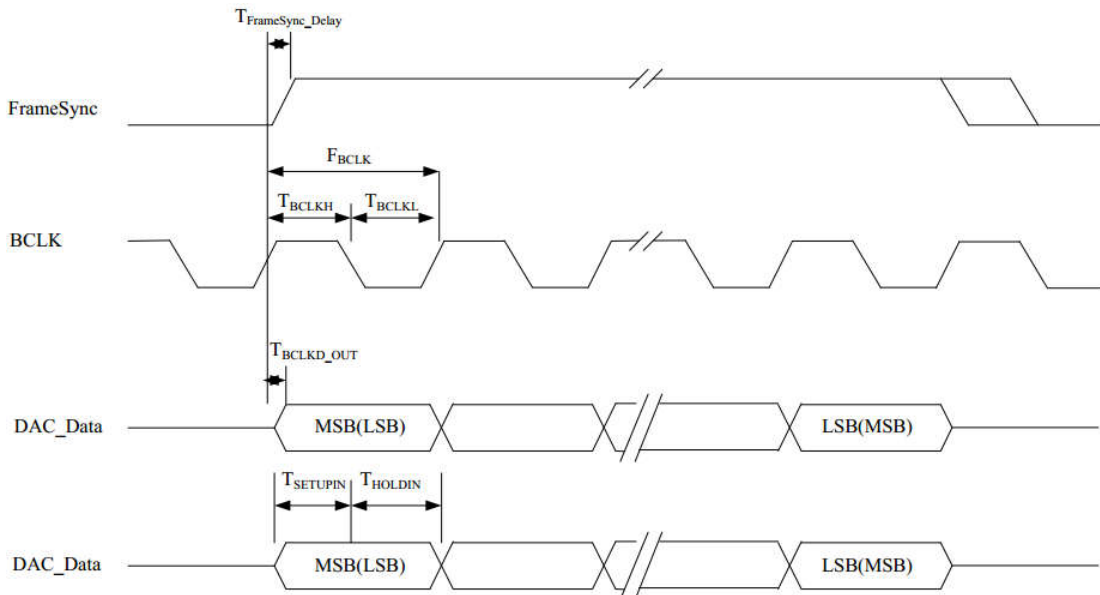 T_FrameSync_Delay
FrameSync
F_BCLK
T_BCLKH T_BCLKL
BCLK
T_BCLKD_OUT
DAC_Data MSB(LSB) LSB(MSB)
T_SETUPIN T_HOLDIN
DAC_Data MSB(LSB) LSB(MSB)